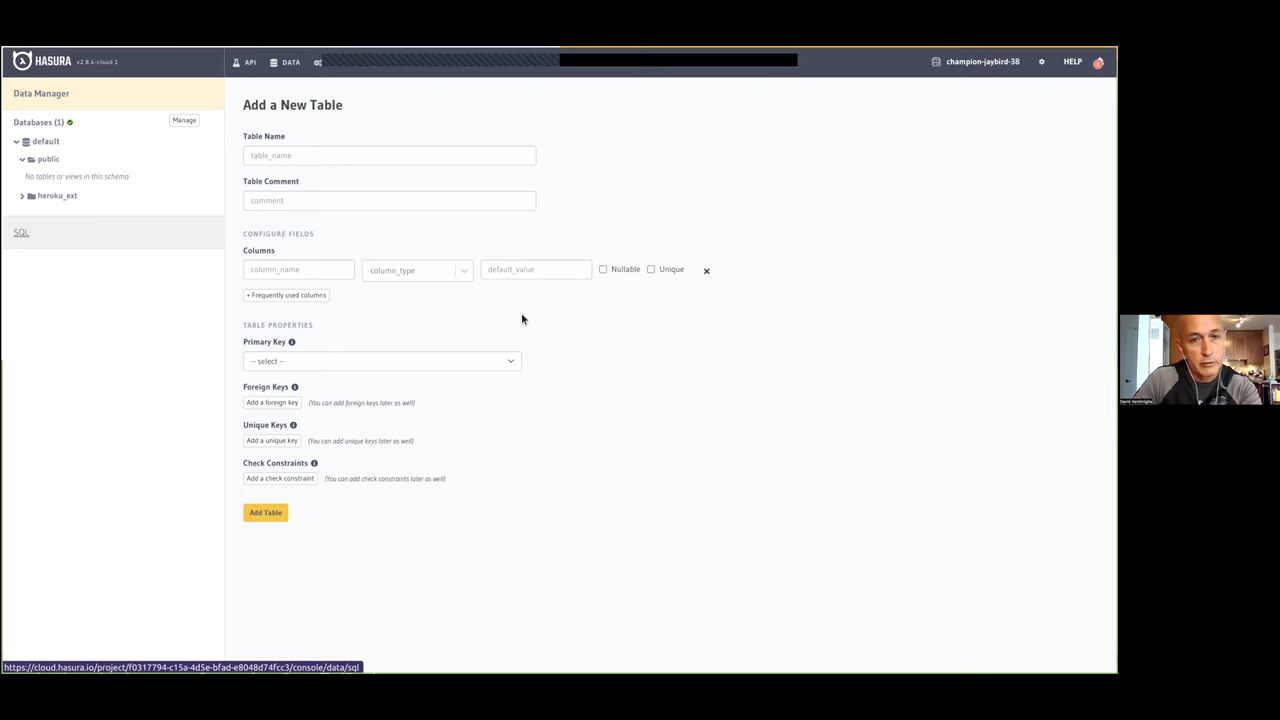 HASURA v2.8.4-cloud.1 API DATA champion-jaybird-38 HELP
Data Manager
Databases (1) Manage
default
public
No tables or views in this schema
heroku_ext
SQL
Add a New Table
Table Name
table_name
Table Comment
comment
CONFIGURE FIELDS
Columns
column_name column_type default_value Nullable Unique
+ Frequently used columns
TABLE PROPERTIES
Primary Key
-- select --
Foreign Keys
Add a foreign key (You can add foreign keys later as well)
Unique Keys
Add a unique key (You can add unique keys later as well)
Check Constraints
Add a check constraint (You can add check constraints later as well)
Add Table
https://cloud.hasura.io/project/f0317794-c15a-4d5e-bfad-e8048d74fcc3/console/data/sql
David Ventimiglia